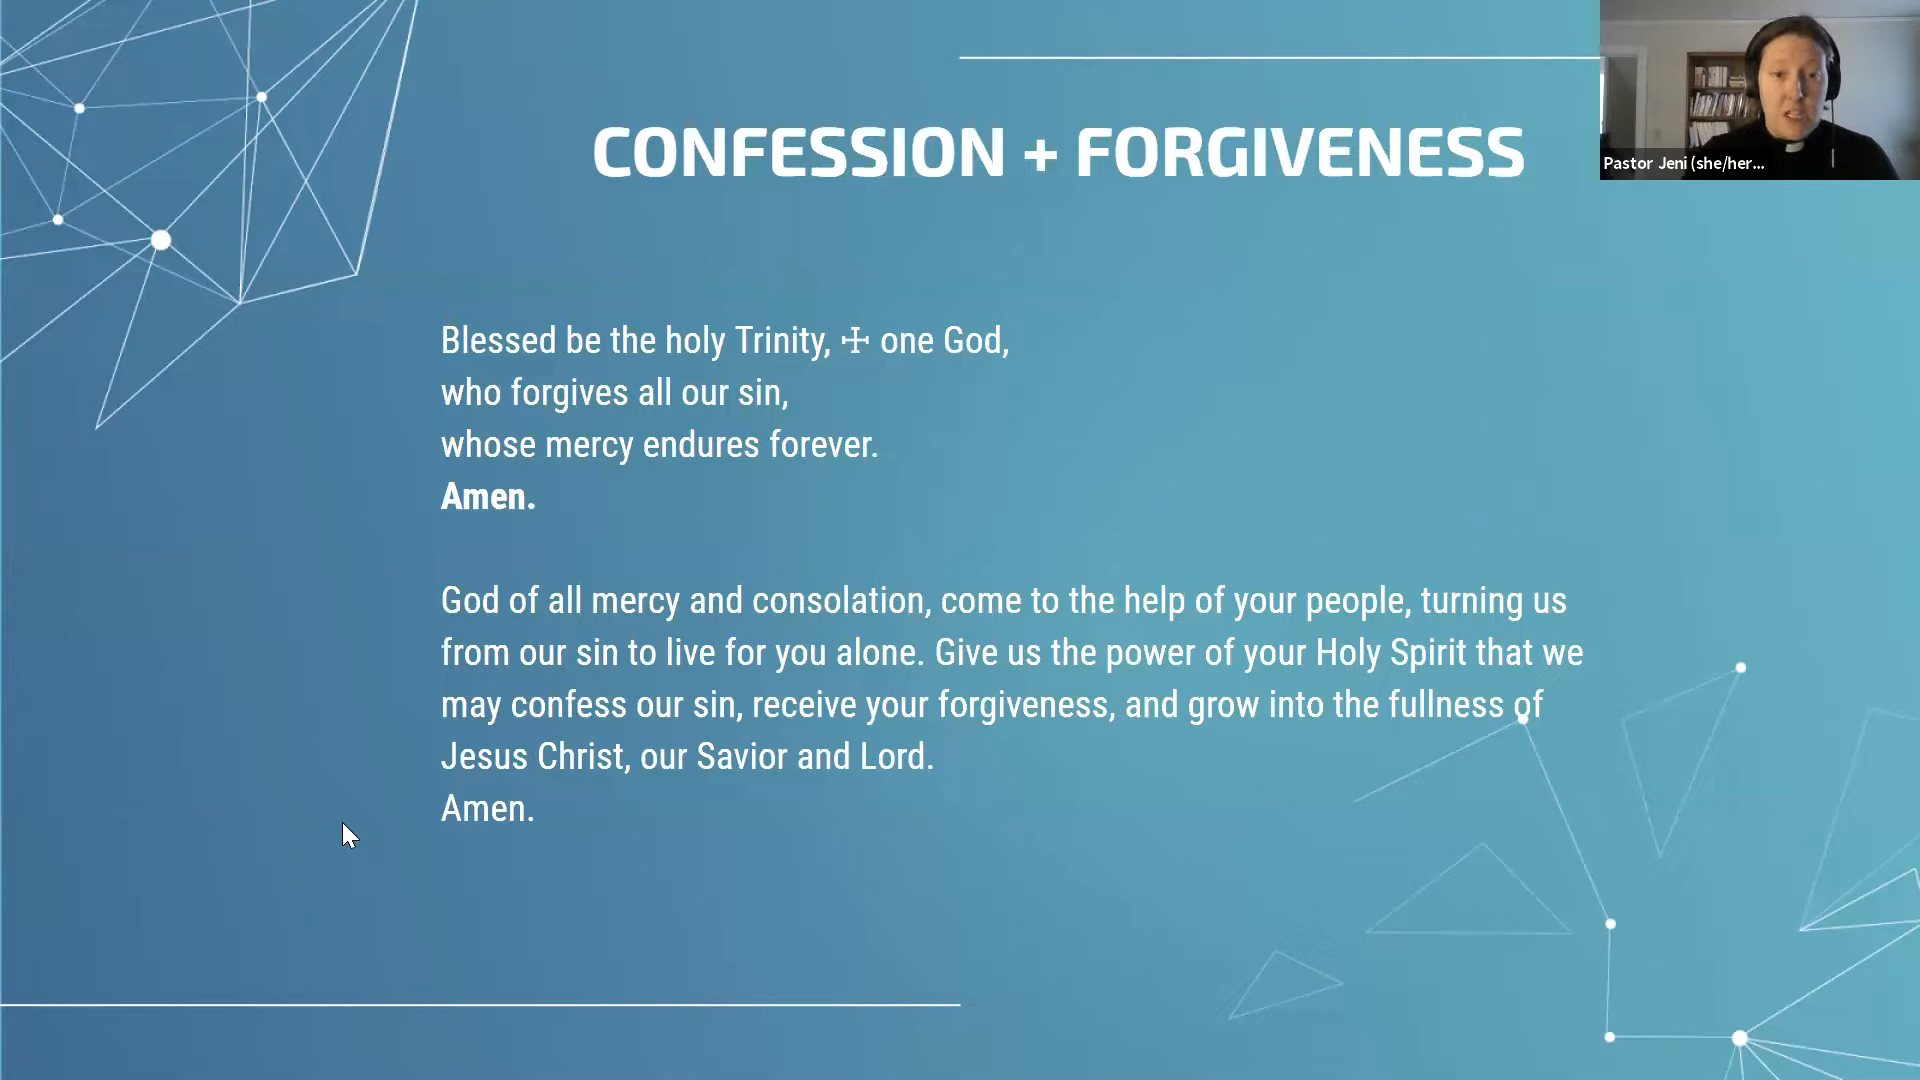 CONFESSION + FORGIVENESS
Pastor Jeni (she/her...
Blessed be the holy Trinity, ☩ one God,
who forgives all our sin,
whose mercy endures forever.
Amen.
God of all mercy and consolation, come to the help of your people, turning us
from our sin to live for you alone. Give us the power of your Holy Spirit that we
may confess our sin, receive your forgiveness, and grow into the fullness of
Jesus Christ, our Savior and Lord.
Amen.